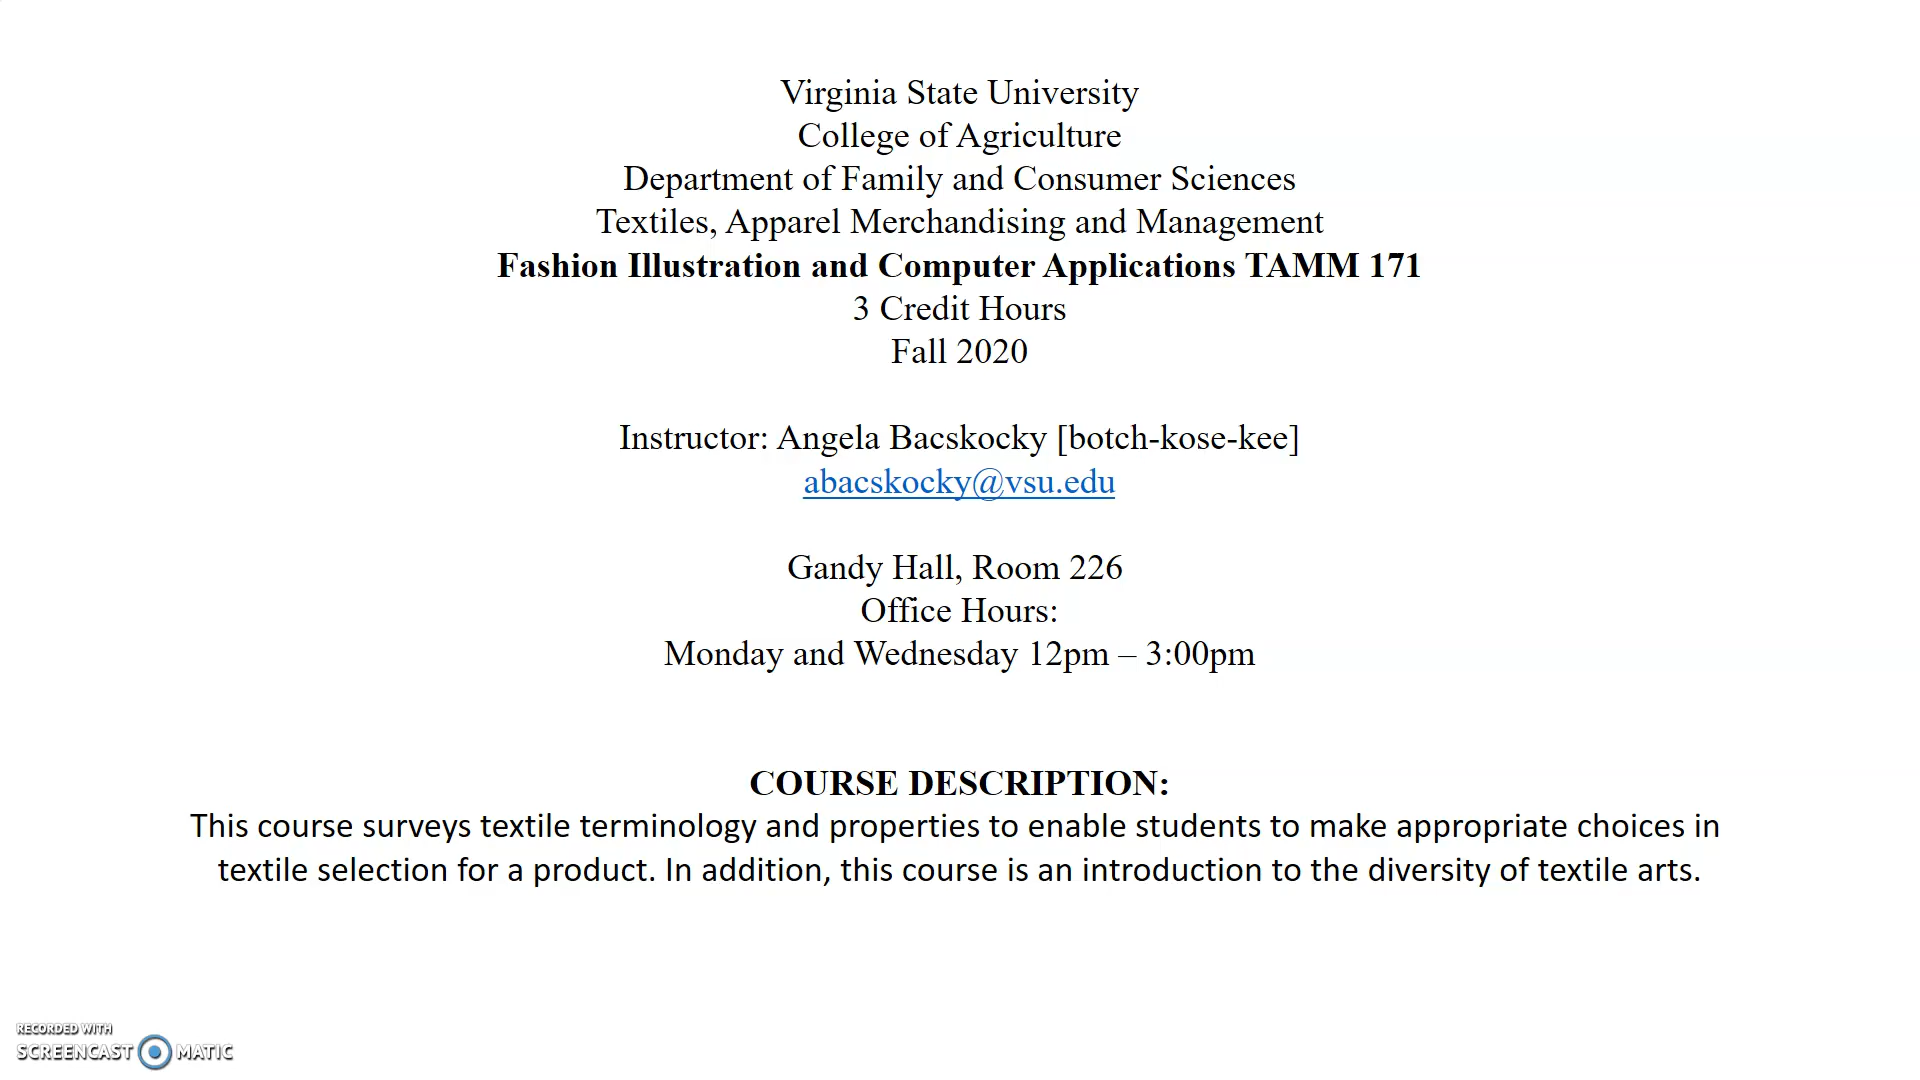 Virginia State University
College of Agriculture
Department of Family and Consumer Sciences
Textiles, Apparel Merchandising and Management
Fashion Illustration and Computer Applications TAMM 171
3 Credit Hours
Fall 2020
Instructor: Angela Bacskocky [botch-kose-kee]
abacskocky@vsu.edu
Gandy Hall, Room 226
Office Hours:
Monday and Wednesday 12pm – 3:00pm
COURSE DESCRIPTION:
This course surveys textile terminology and properties to enable students to make appropriate choices in
textile selection for a product. In addition, this course is an introduction to the diversity of textile arts.
RECORDED WITH
SCREENCAST MATIC